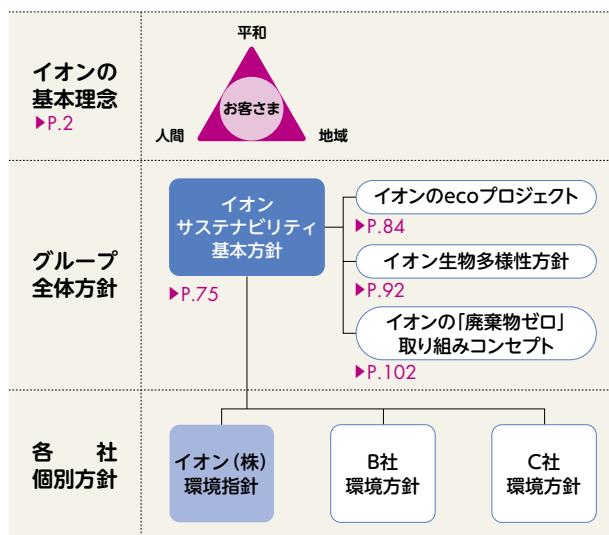 イオンの
基本理念
▶P.2
平和
お客さま
人間
地域
グループ
全体方針
イオン
サステナビリティ
基本方針
▶P.75
イオンのecoプロジェクト
▶P.84
イオン生物多様性方針
▶P.92
イオンの「廃棄物ゼロ」
取り組みコンセプト
▶P.102
各　社
個別方針
イオン(株)
環境指針
B社
環境方針
C社
環境方針